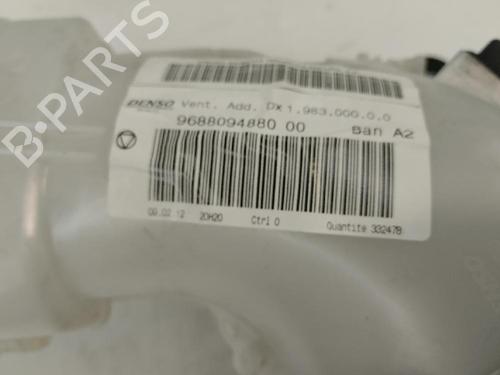 B-PARTS
DENSO Vent. Add. Dx 1.983.000.0.0
9688094880 00 Ban A2
09.02.12 20H20 Ctrl 0 Quantite 332478